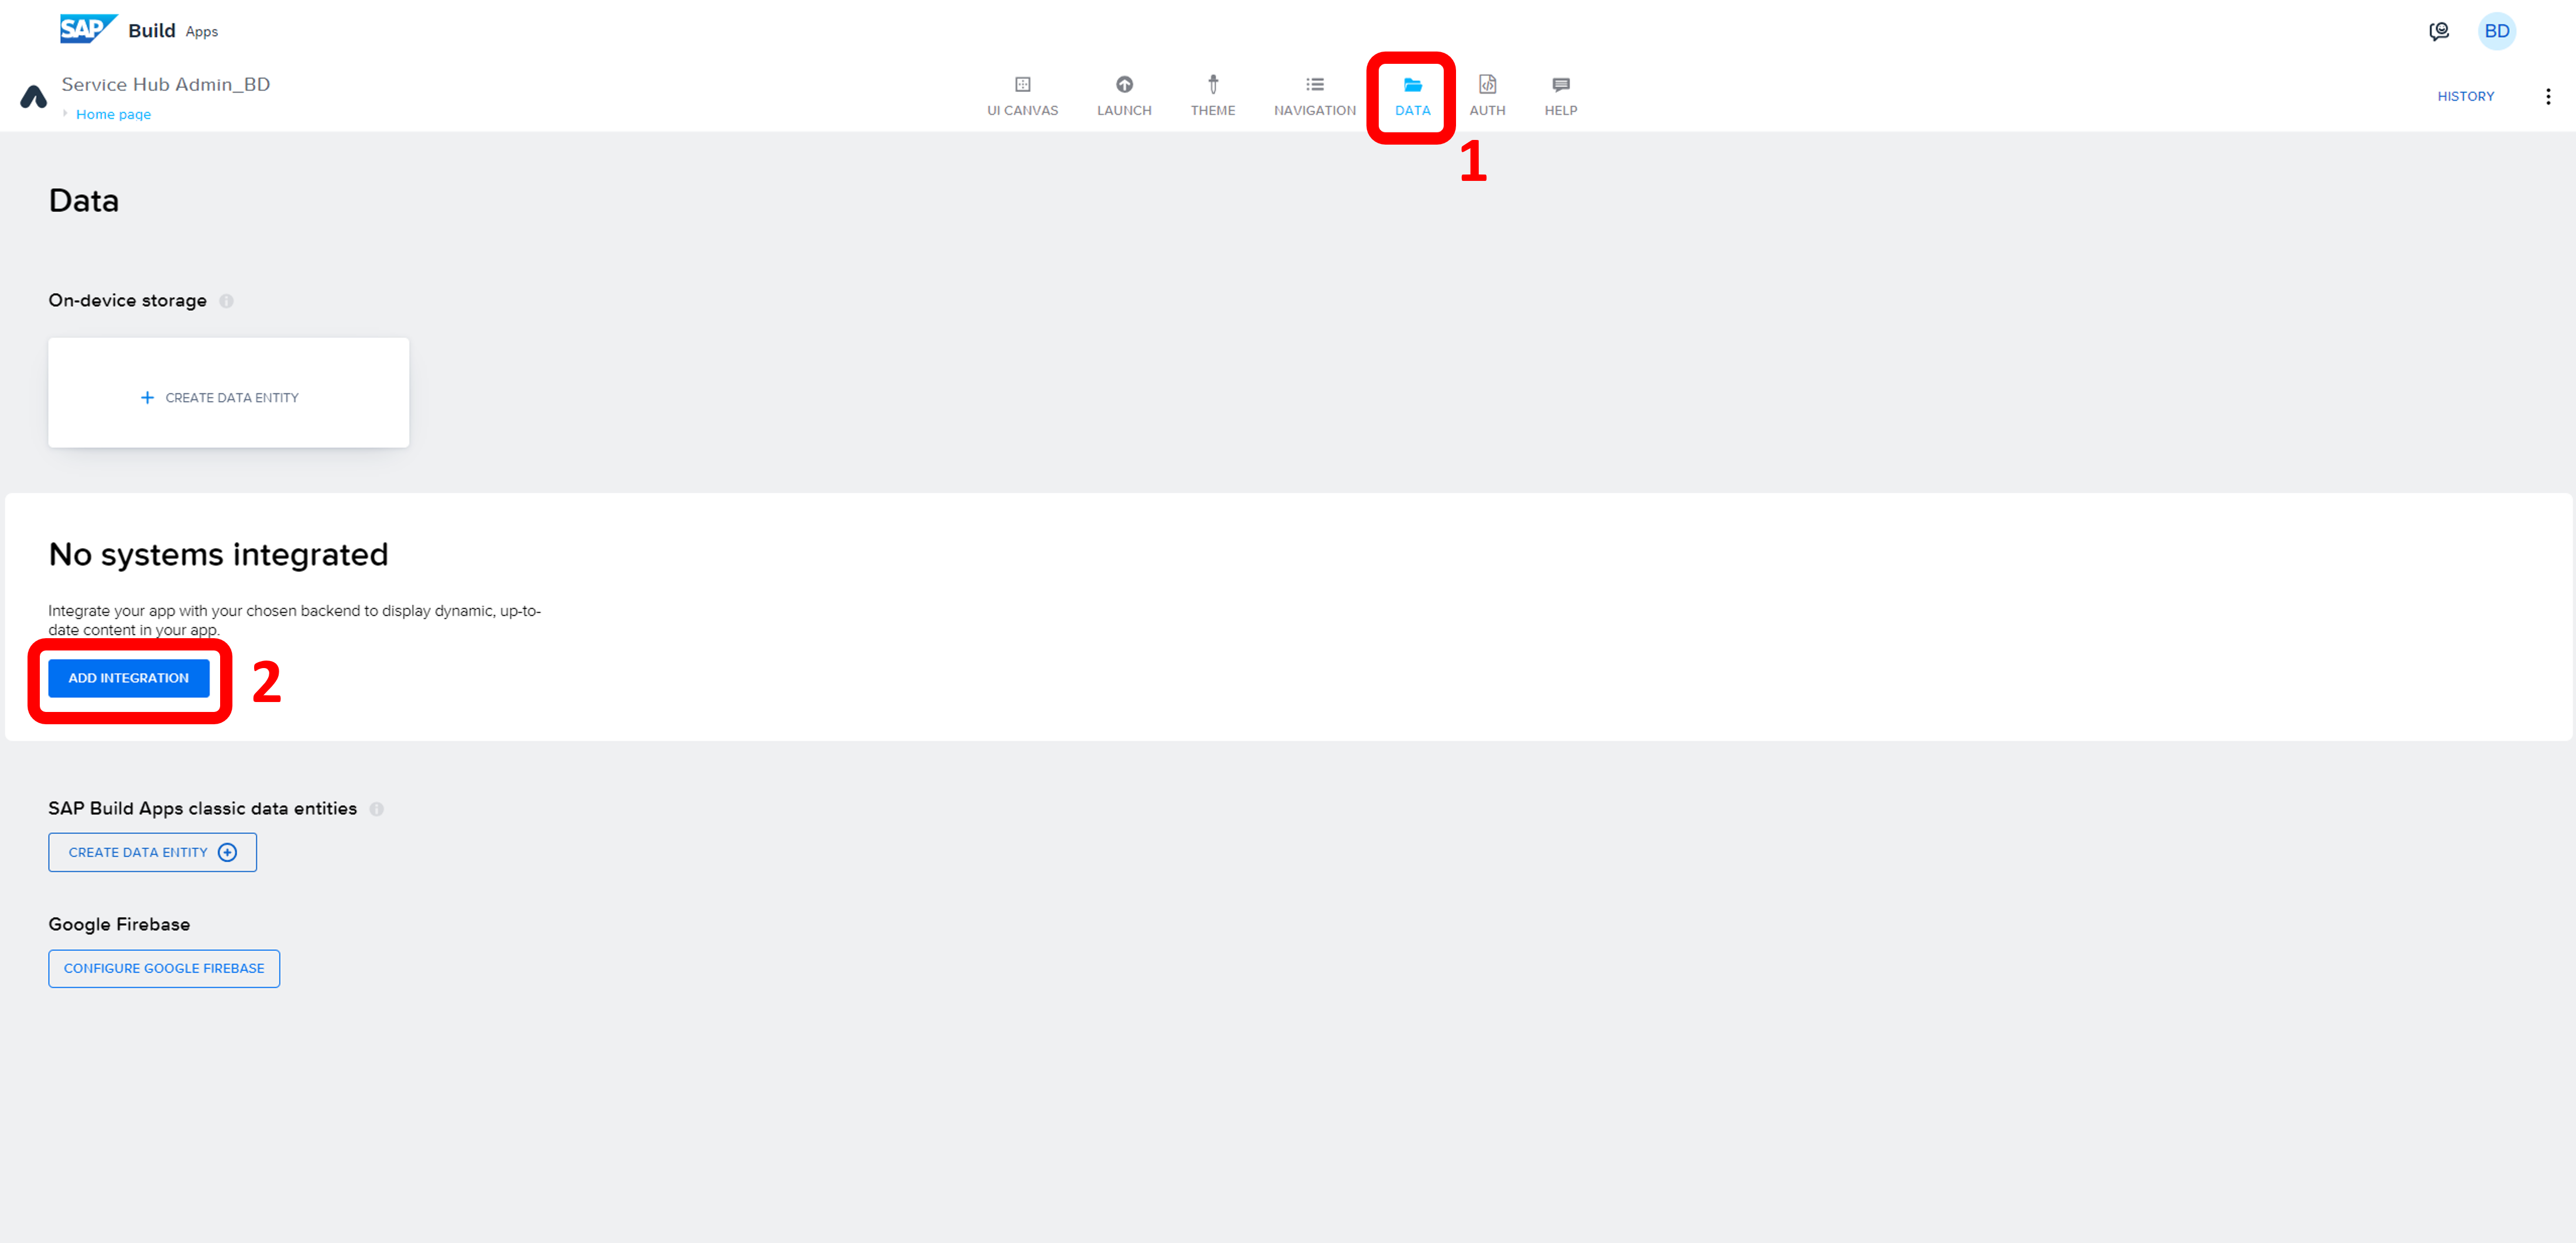 SAP Build Apps
BD
Service Hub Admin_BD
Home page
UI CANVAS
LAUNCH
THEME
NAVIGATION
DATA
AUTH
HELP
HISTORY
1
Data
On-device storage
+ CREATE DATA ENTITY
No systems integrated
Integrate your app with your chosen backend to display dynamic, up-to-
date content in your app.
ADD INTEGRATION
2
SAP Build Apps classic data entities
CREATE DATA ENTITY
Google Firebase
CONFIGURE GOOGLE FIREBASE